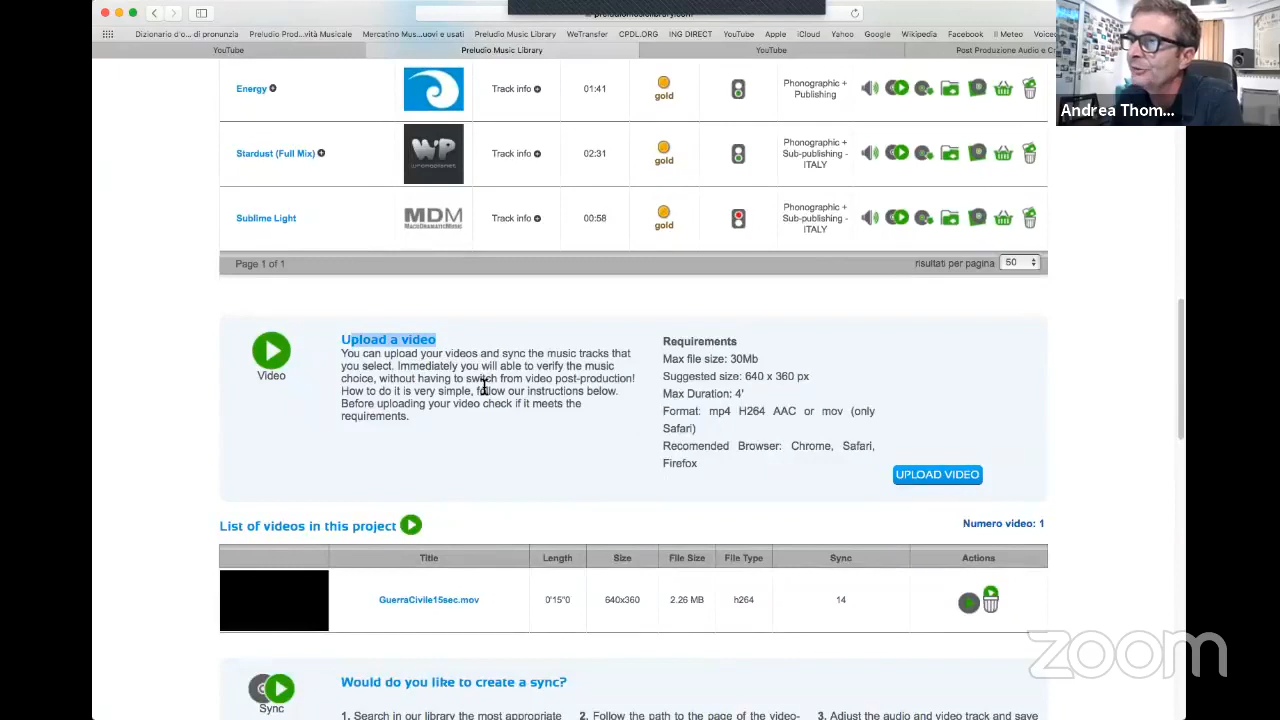 preludiomusiclibrary.com
Dizionario d'o... di pronunzia
Preludio Prod...vità Musicale
Mercatino Mus...uovi e usati
Preludio Music Library
WeTransfer
CPDL.ORG
ING DIRECT
YouTube
Apple
iCloud
Yahoo
Google
Wikipedia
Facebook
Il Meteo
YouTube
Preludio Music Library
YouTube
Andrea Thom...
Energy
Track info
01:41
gold
Phonographic +
Publishing
Stardust (Full Mix)
WP
Track info
02:31
gold
Phonographic +
Sub-publishing -
ITALY
Sublime Light
MDM
Track info
00:58
gold
Phonographic +
Sub-publishing -
ITALY
Page 1 of 1
risultati per pagina
50
Video
Upload a video
You can upload your videos and sync the music tracks that
you select. Immediately you will able to verify the music
choice, without having to switch from video post-production!
How to do it is very simple, follow our instructions below.
Before uploading your video check if it meets the
requirements.
Requirements
Max file size: 30Mb
Suggested size: 640 x 360 px
Max Duration: 4'
Format: mp4 H264 AAC or mov (only
Safari)
Recomended Browser: Chrome, Safari,
Firefox
UPLOAD VIDEO
List of videos in this project
Numero video: 1
Title
Length
Size
File Size
File Type
Sync
Actions
GuerraCivile15sec.mov
0'15"0
640x360
2.26 MB
h264
14
zoom
Sync
Would do you like to create a sync?
1. Search in our library the most appropriate
2. Follow the path to the page of the video-
3. Adjust the audio and video track and save